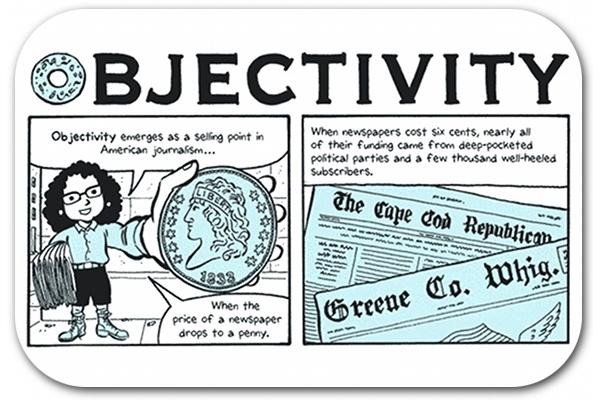 OBJECTIVITY
Objectivity emerges as a selling point in
American journalism...
LIBERTY
1833
When the
price of a newspaper
drops to a penny.
When newspapers cost six cents, nearly all
of their funding came from deep-pocketed
political parties and a few thousand well-heeled
subscribers.
The Cape Cod Republican
Greene Co. Whig.